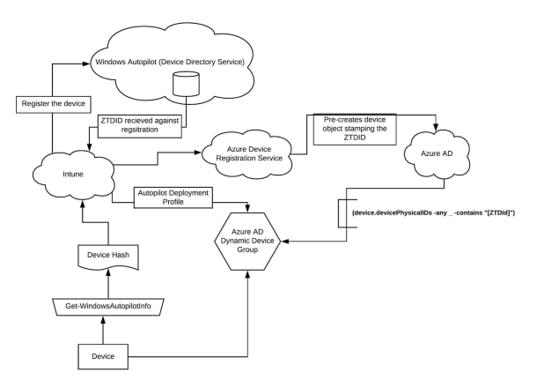 Windows Autopilot (Device Directory Service)
Register the device
ZTDID recieved against
regsitration
Pre-creates device
object stamping the
ZTDID
Azure Device
Registration Service
Azure AD
Intune
Autopilot Deployment
Profile
(device.devicePhysicalIDs -any _ -contains "[ZTDId]")
Azure AD
Dynamic Device
Group
Device Hash
Get-WindowsAutopilotInfo
Device